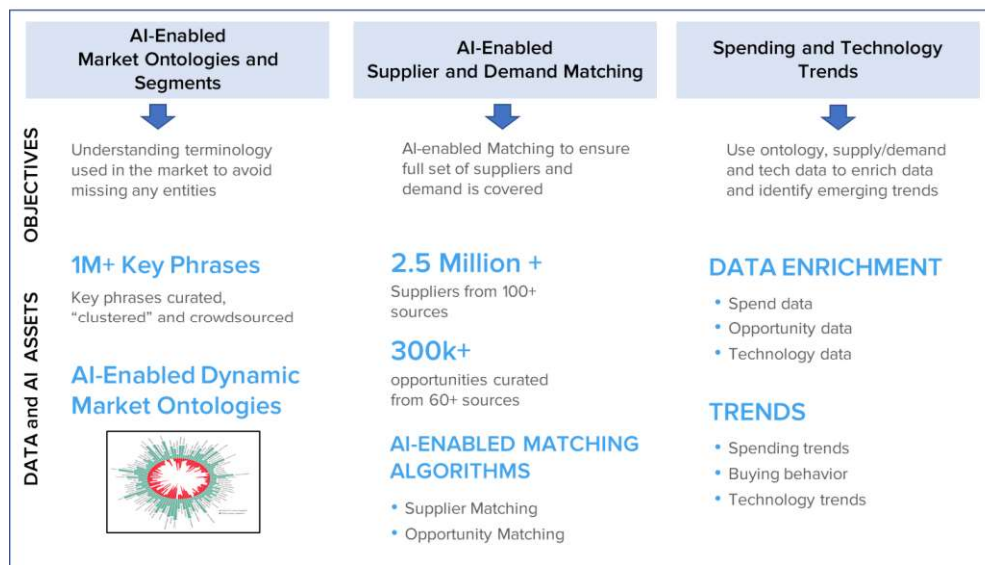 AI-Enabled
Market Ontologies and
Segments
AI-Enabled
Supplier and Demand Matching
Spending and Technology
Trends
OBJECTIVES
Understanding terminology
used in the market to avoid
missing any entities
AI-enabled Matching to ensure
full set of suppliers and
demand is covered
Use ontology, supply/demand
and tech data to enrich data
and identify emerging trends
DATA and AI ASSETS
1M+ Key Phrases
Key phrases curated,
“clustered” and crowdsourced
AI-Enabled Dynamic
Market Ontologies
2.5 Million +
Suppliers from 100+
sources
300k+
opportunities curated
from 60+ sources
AI-ENABLED MATCHING
ALGORITHMS
• Supplier Matching
• Opportunity Matching
DATA ENRICHMENT
• Spend data
• Opportunity data
• Technology data
TRENDS
• Spending trends
• Buying behavior
• Technology trends